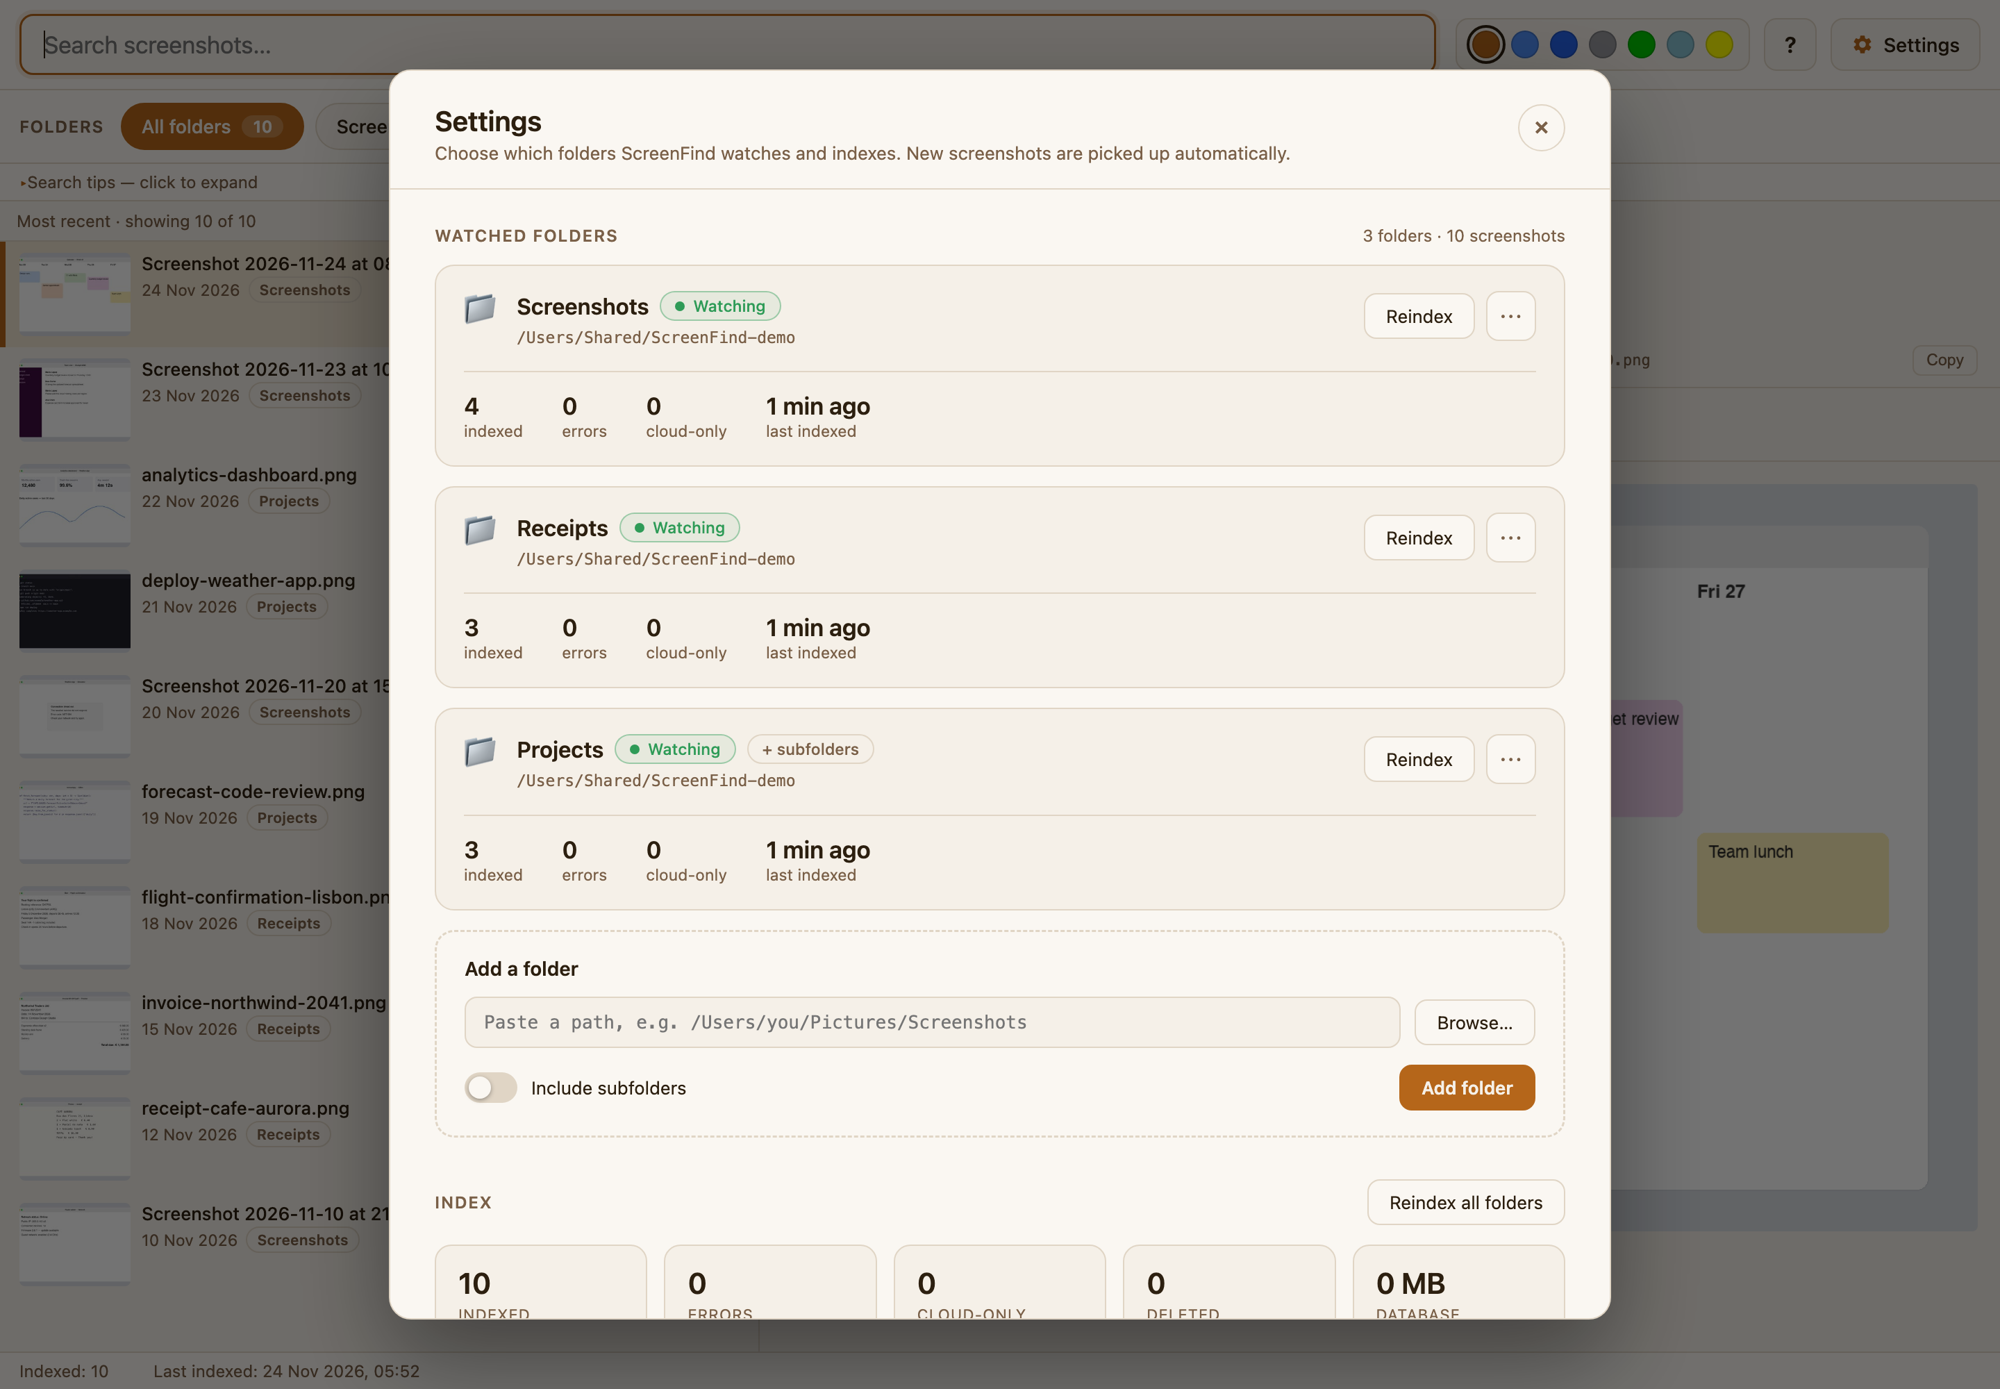 Search screenshots...
?
Settings
FOLDERS
All folders 10
Scree
Search tips — click to expand
Most recent · showing 10 of 10
Screenshot 2026-11-24 at 08
24 Nov 2026 Screenshots
Screenshot 2026-11-23 at 10
23 Nov 2026 Screenshots
analytics-dashboard.png
22 Nov 2026 Projects
deploy-weather-app.png
21 Nov 2026 Projects
Screenshot 2026-11-20 at 15
20 Nov 2026 Screenshots
forecast-code-review.png
19 Nov 2026 Projects
flight-confirmation-lisbon.pn
18 Nov 2026 Receipts
invoice-northwind-2041.png
15 Nov 2026 Receipts
receipt-cafe-aurora.png
12 Nov 2026 Receipts
Screenshot 2026-11-10 at 21
10 Nov 2026 Screenshots
Settings
Choose which folders ScreenFind watches and indexes. New screenshots are picked up automatically.
×
WATCHED FOLDERS
3 folders · 10 screenshots
Screenshots Watching
/Users/Shared/ScreenFind-demo
Reindex ···
4 0 0 1 min ago
indexed errors cloud-only last indexed
Receipts Watching
/Users/Shared/ScreenFind-demo
Reindex ···
3 0 0 1 min ago
indexed errors cloud-only last indexed
Projects Watching + subfolders
/Users/Shared/ScreenFind-demo
Reindex ···
3 0 0 1 min ago
indexed errors cloud-only last indexed
Add a folder
Paste a path, e.g. /Users/you/Pictures/Screenshots
Browse...
Include subfolders
Add folder
INDEX
Reindex all folders
10 0 0 0 0 MB
INDEXED ERRORS CLOUD-ONLY DELETED DATABASE
.png
Copy
Fri 27
et review
Team lunch
Indexed: 10 Last indexed: 24 Nov 2026, 05:52